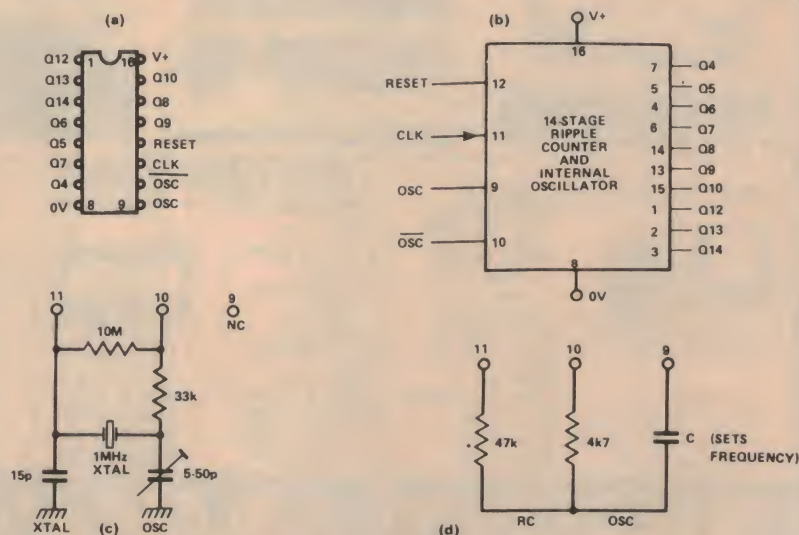 (a)
Q12 1 16 V+
Q13 Q10
Q14 Q8
Q6 Q9
Q5 RESET
Q7 CLK
Q4 OSC
0V 8 9 OSC
(b)
V+
16
RESET 12
CLK 11
OSC 9
OSC 10
14-STAGE
RIPPLE
COUNTER
AND
INTERNAL
OSCILLATOR
7 Q4
5 Q5
4 Q6
6 Q7
14 Q8
13 Q9
15 Q10
1 Q12
2 Q13
3 Q14
8
0V
11 10 9
NC
10M
33k
1MHz
XTAL
15p 5-50p
XTAL (c) OSC
11 10 9
47k 4k7 C (SETS
FREQUENCY)
RC OSC
(d)